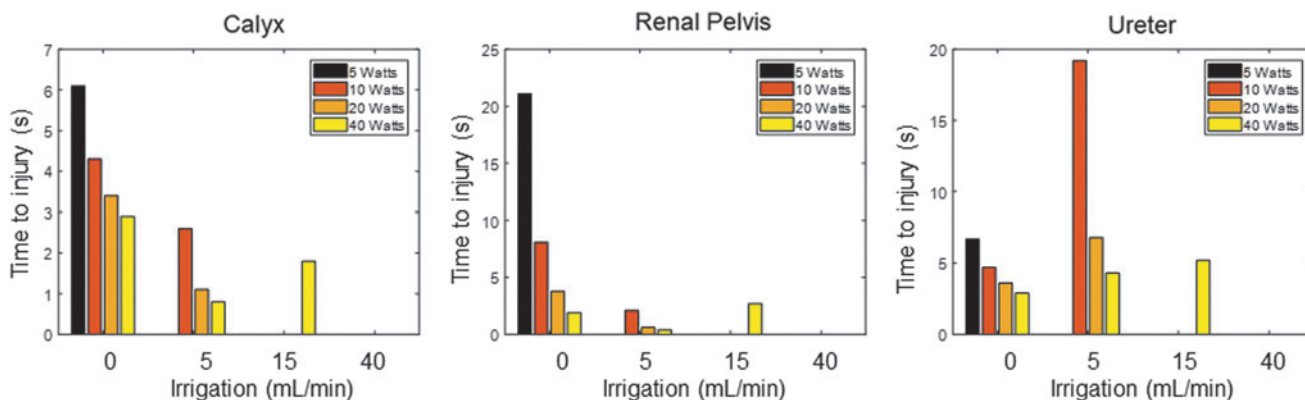 Calyx
Time to injury (s)
7
6
5
4
3
2
1
0
5 Watts
10 Watts
20 Watts
40 Watts
0 5 15 40
Irrigation (mL/min)
Renal Pelvis
Time to injury (s)
25
20
15
10
5
0
5 Watts
10 Watts
20 Watts
40 Watts
0 5 15 40
Irrigation (mL/min)
Ureter
Time to injury (s)
20
15
10
5
0
5 Watts
10 Watts
20 Watts
40 Watts
0 5 15 40
Irrigation (mL/min)